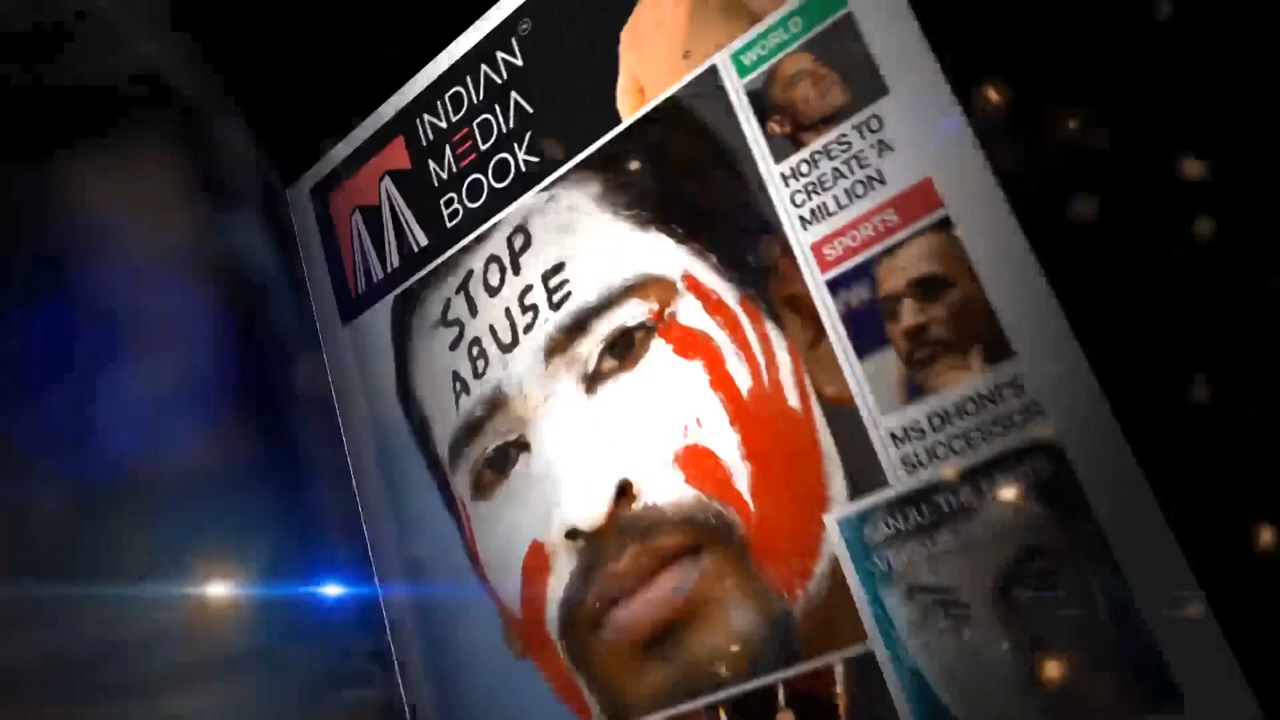 INDIAN
MEDIA
BOOK
STOP
ABUSE
WORLD
HOPES TO
CREATE 'A
MILLION
SPORTS
MS DHONI'S
SUCCESSOR